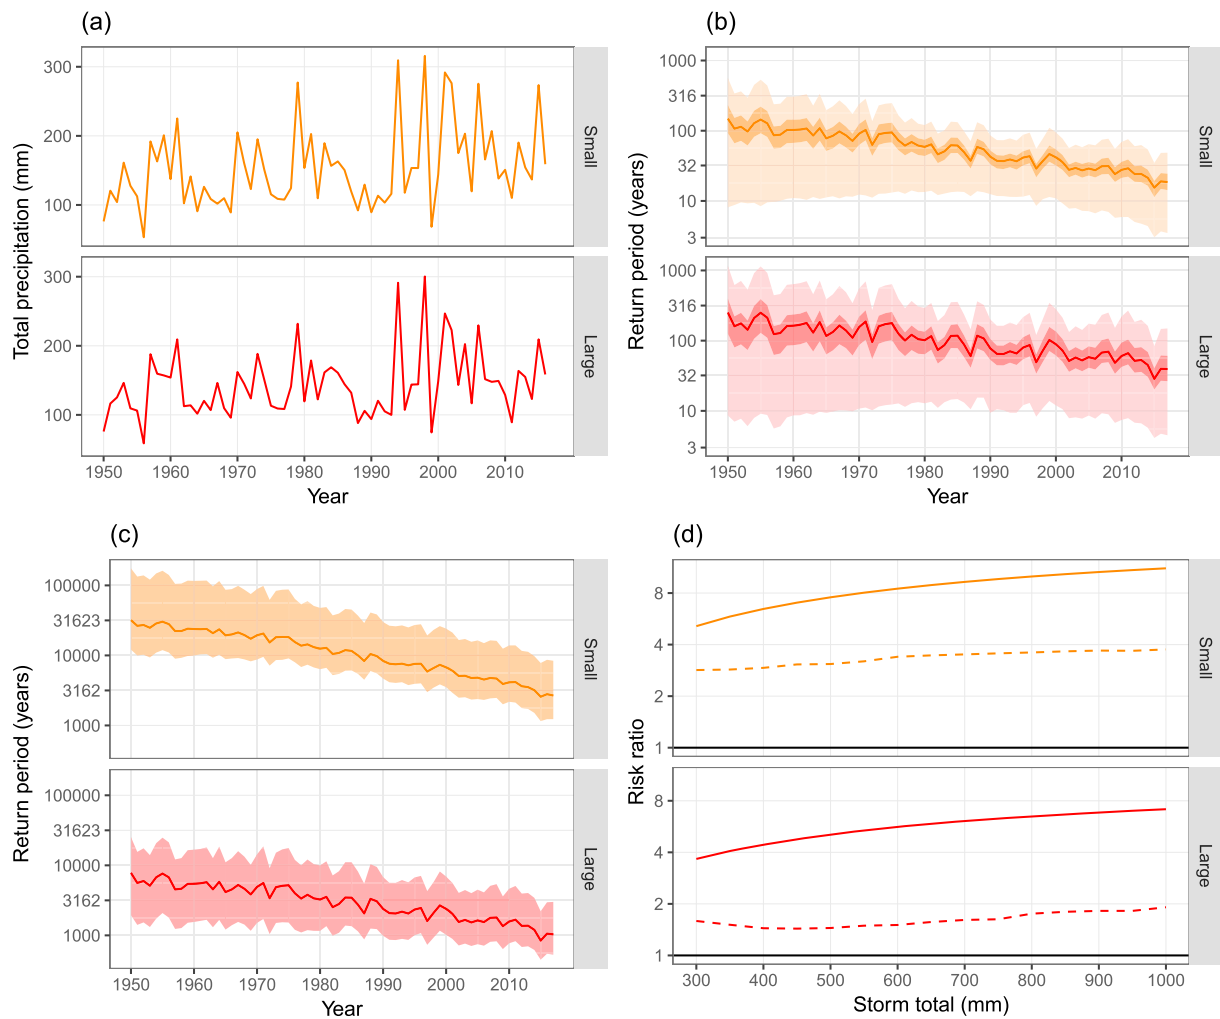 (a)
Total precipitation (mm)
300
200
100
Small
300
200
100
Large
1950 1960 1970 1980 1990 2000 2010
Year
(b)
Return period (years)
1000
316
100
32
10
3
Small
1000
316
100
32
10
3
Large
1950 1960 1970 1980 1990 2000 2010
Year
(c)
Return period (years)
100000
31623
10000
3162
1000
Small
100000
31623
10000
3162
1000
Large
1950 1960 1970 1980 1990 2000 2010
Year
(d)
Risk ratio
8
4
2
1
Small
8
4
2
1
Large
300 400 500 600 700 800 900 1000
Storm total (mm)